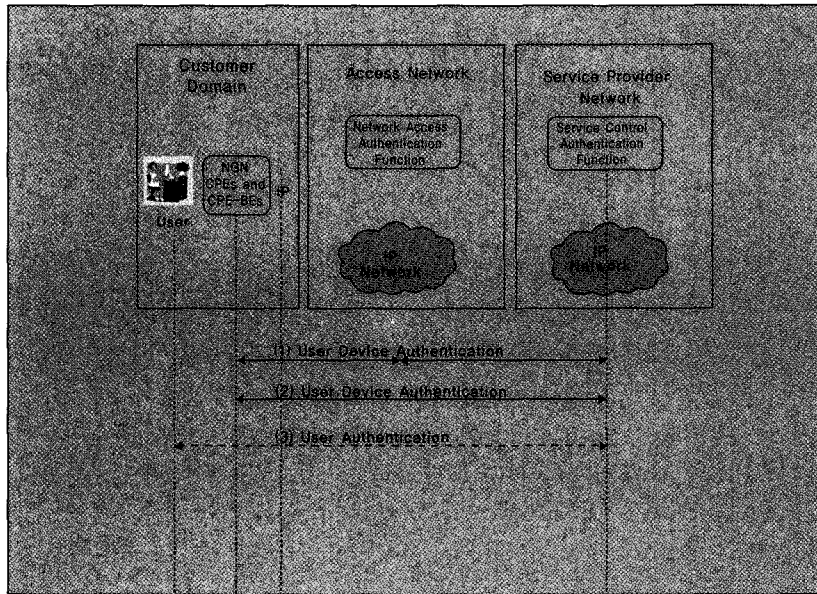 Customer
Domain
Access Network
Service Provider
Network
Network Access
Authentication
Function
Service Control
Authentication
Function
NGN
CPEs and
CPE-BEs
User
IP
Network
IP
Network
(1) User Device Authentication
(2) User Device Authentication
(3) User Authentication